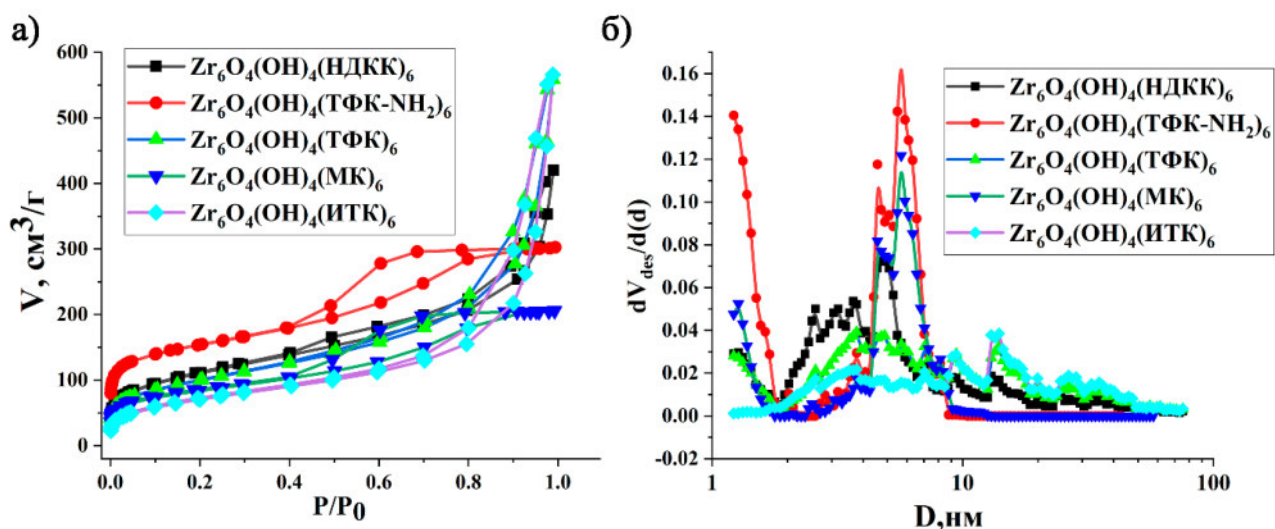 а)
V, см³/г
600
500
400
300
200
100
0
Zr₆O₄(OH)₄(НДКК)₆
Zr₆O₄(OH)₄(ТФК-NH₂)₆
Zr₆O₄(OH)₄(ТФК)₆
Zr₆O₄(OH)₄(МК)₆
Zr₆O₄(OH)₄(ИТК)₆
0.0 0.2 0.4 0.6 0.8 1.0
P/P₀
б)
dV_des/d(d)
0.16
0.14
0.12
0.10
0.08
0.06
0.04
0.02
0.00
-0.02
Zr₆O₄(OH)₄(НДКК)₆
Zr₆O₄(OH)₄(ТФК-NH₂)₆
Zr₆O₄(OH)₄(ТФК)₆
Zr₆O₄(OH)₄(МК)₆
Zr₆O₄(OH)₄(ИТК)₆
1 10 100
D,нм